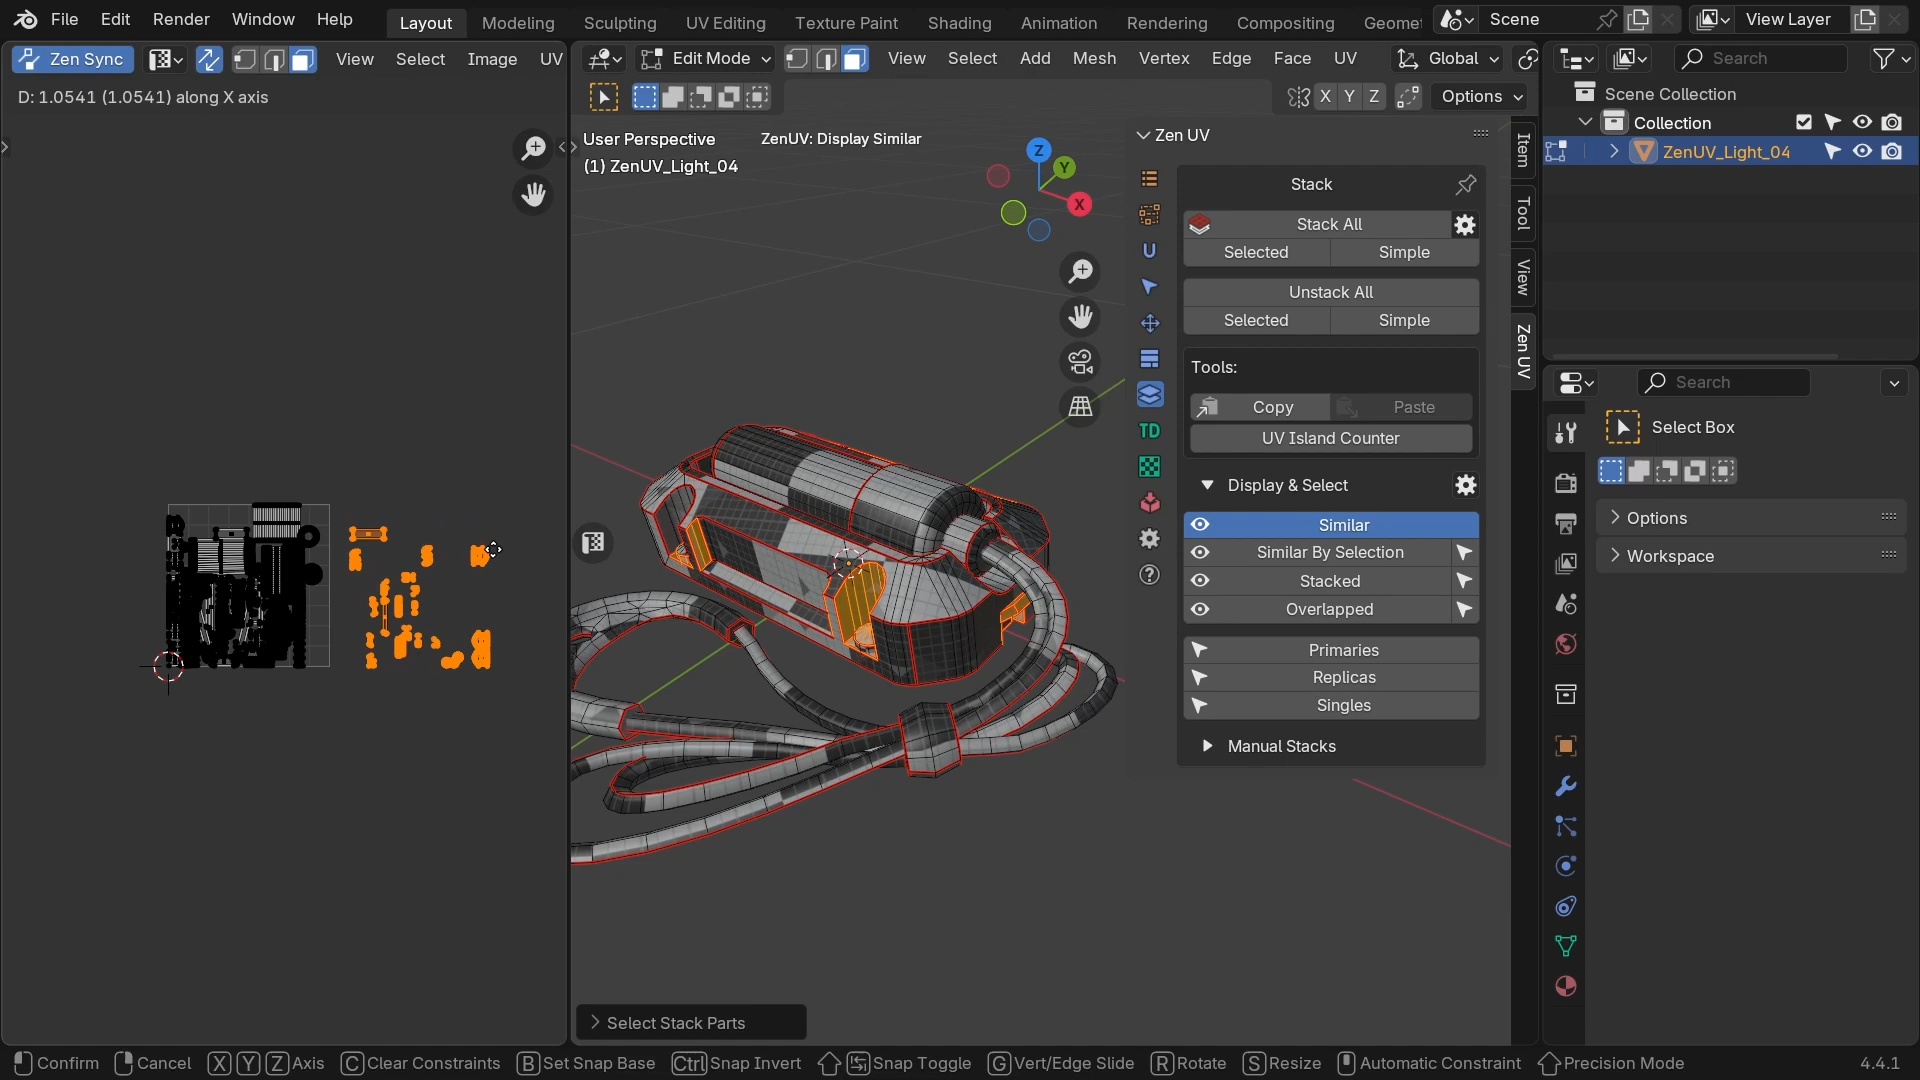 File Edit Render Window Help Layout Modeling Sculpting UV Editing Texture Paint Shading Animation Rendering Compositing Geomet Scene View Layer
Zen Sync View Select Image UV Edit Mode View Select Add Mesh Vertex Edge Face UV Global Search
D: 1.0541 (1.0541) along X axis
X Y Z Options
Scene Collection
Collection
ZenUV_Light_04
User Perspective ZenUV: Display Similar
(1) ZenUV_Light_04
Z
Y
X
Zen UV
Item
Tool
View
Zen UV
Stack
Stack All
Selected Simple
Unstack All
Selected Simple
Tools:
Copy Paste
UV Island Counter
TD
Display & Select
Similar
Similar By Selection
Stacked
Overlapped
Primaries
Replicas
Singles
Manual Stacks
Search
Select Box
Options
Workspace
Select Stack Parts
Confirm Cancel X Y Z Axis C Clear Constraints B Set Snap Base Ctrl Snap Invert Snap Toggle G Vert/Edge Slide R Rotate S Resize Automatic Constraint Precision Mode 4.4.1